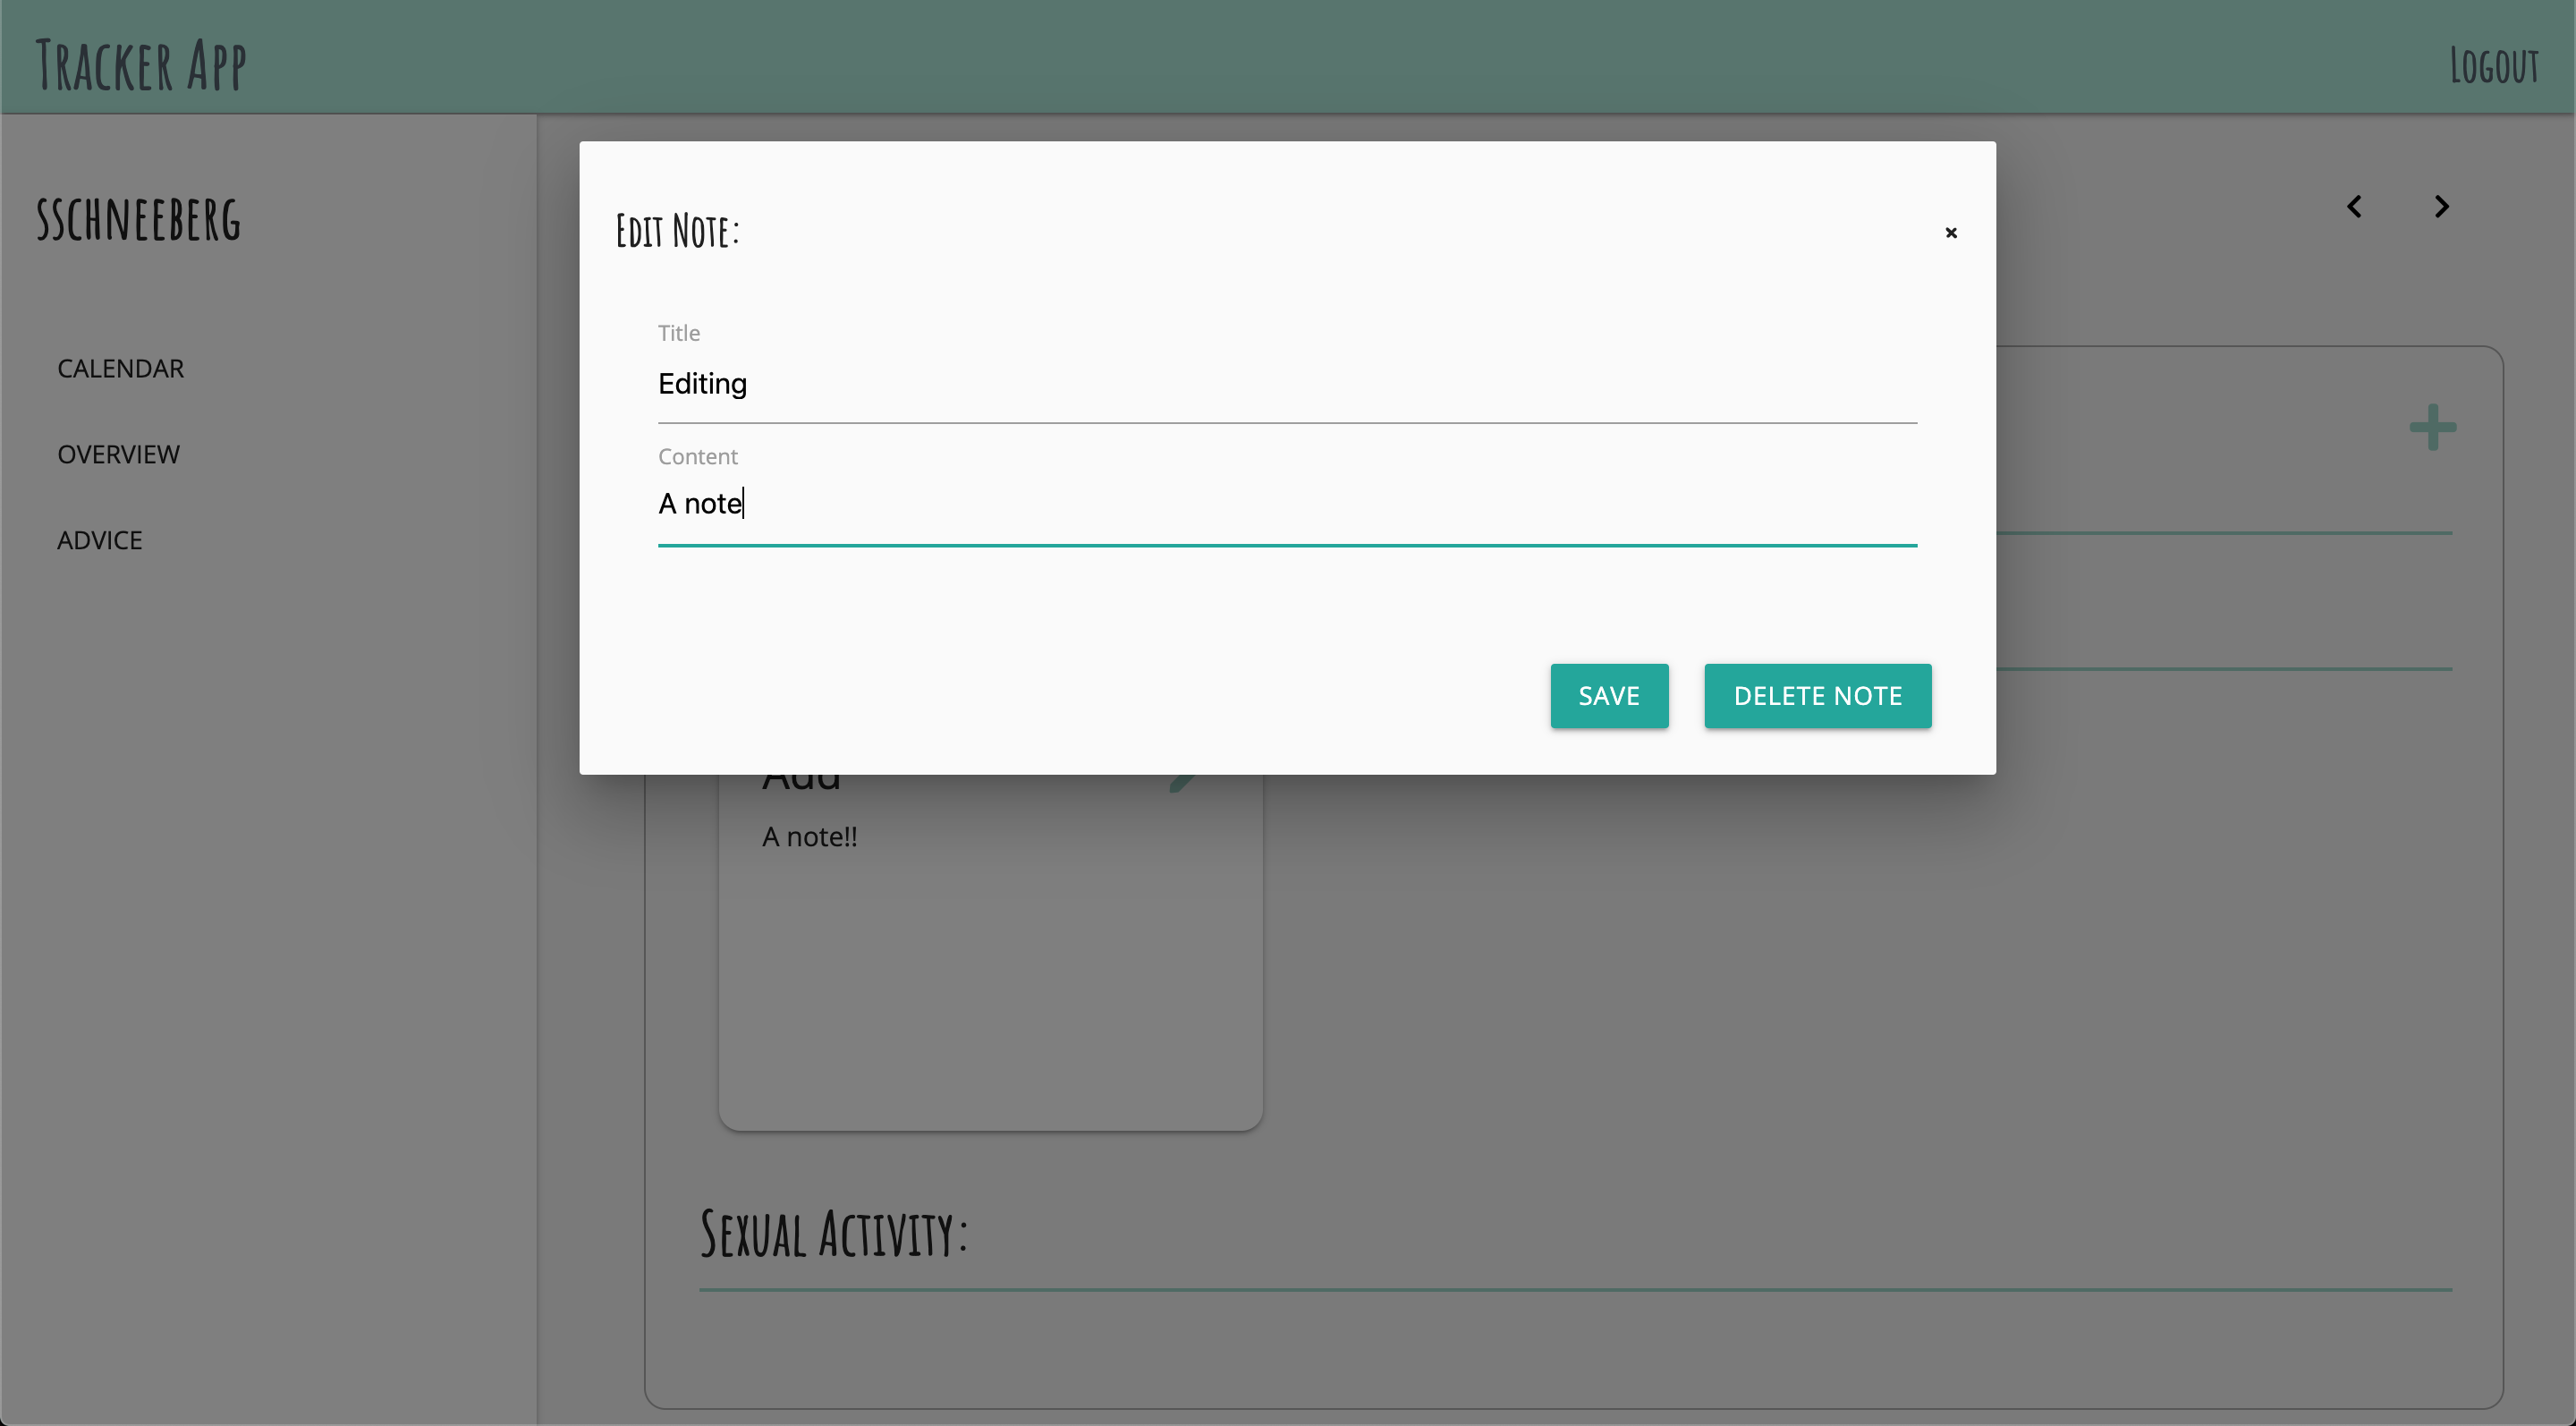 Tracker App
Logout
SSCHNEEBERG
CALENDAR
OVERVIEW
ADVICE
Edit Note:
Title
Editing
Content
A note
SAVE
DELETE NOTE
Add
A note!!
Sexual Activity: